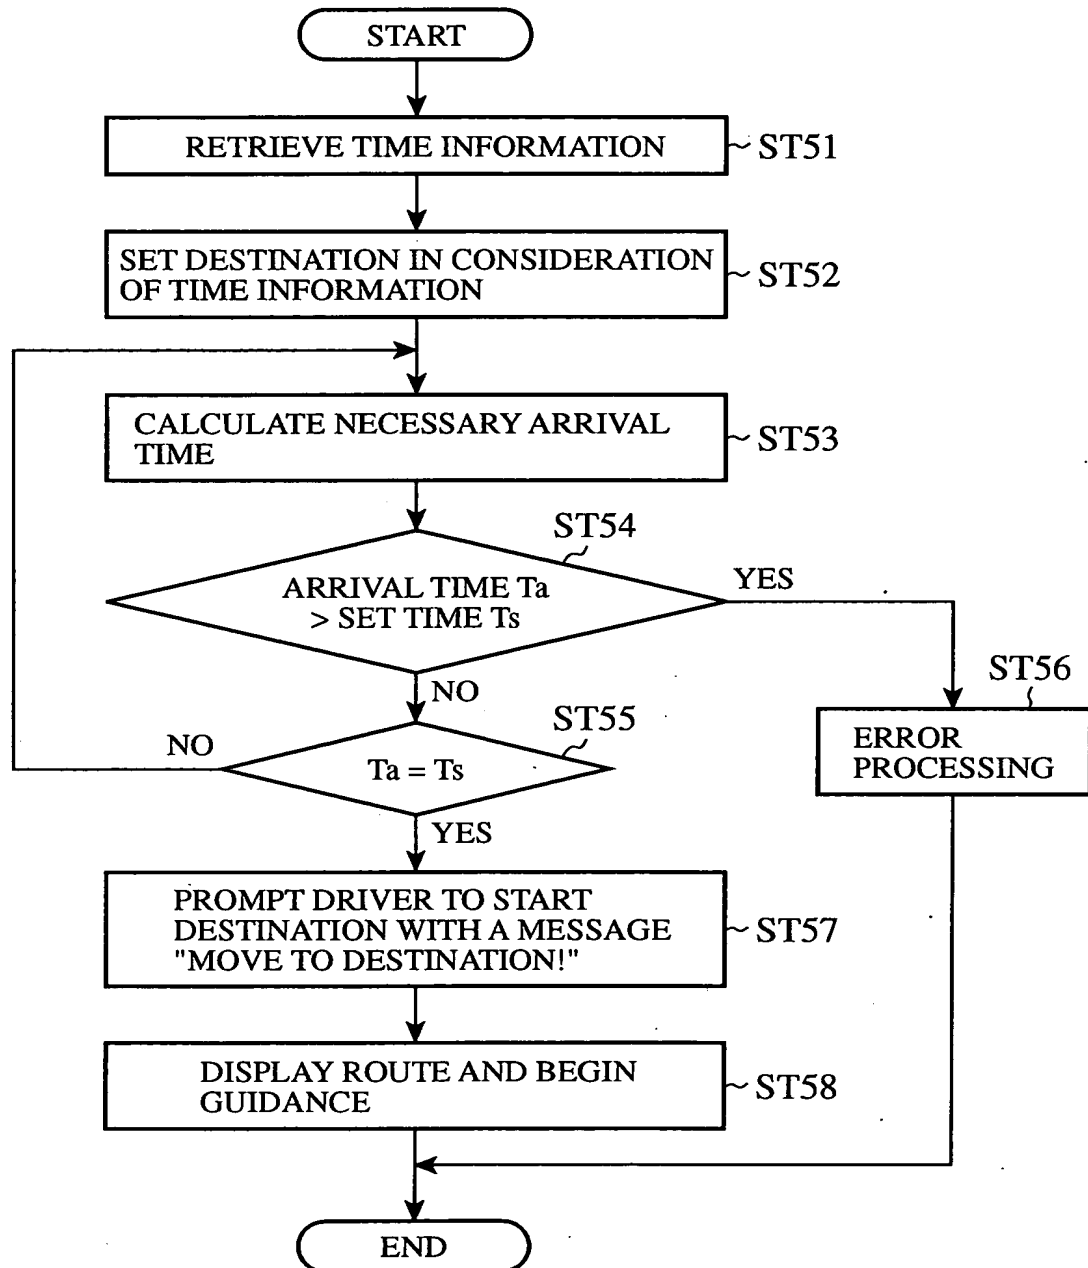 START
RETRIEVE TIME INFORMATION
ST51
SET DESTINATION IN CONSIDERATION
OF TIME INFORMATION
ST52
CALCULATE NECESSARY ARRIVAL
TIME
ST53
ST54
ARRIVAL TIME Ta
> SET TIME Ts
YES
NO
ST56
ERROR
PROCESSING
ST55
NO
Ta = Ts
YES
PROMPT DRIVER TO START
DESTINATION WITH A MESSAGE
"MOVE TO DESTINATION!"
ST57
DISPLAY ROUTE AND BEGIN
GUIDANCE
ST58
END